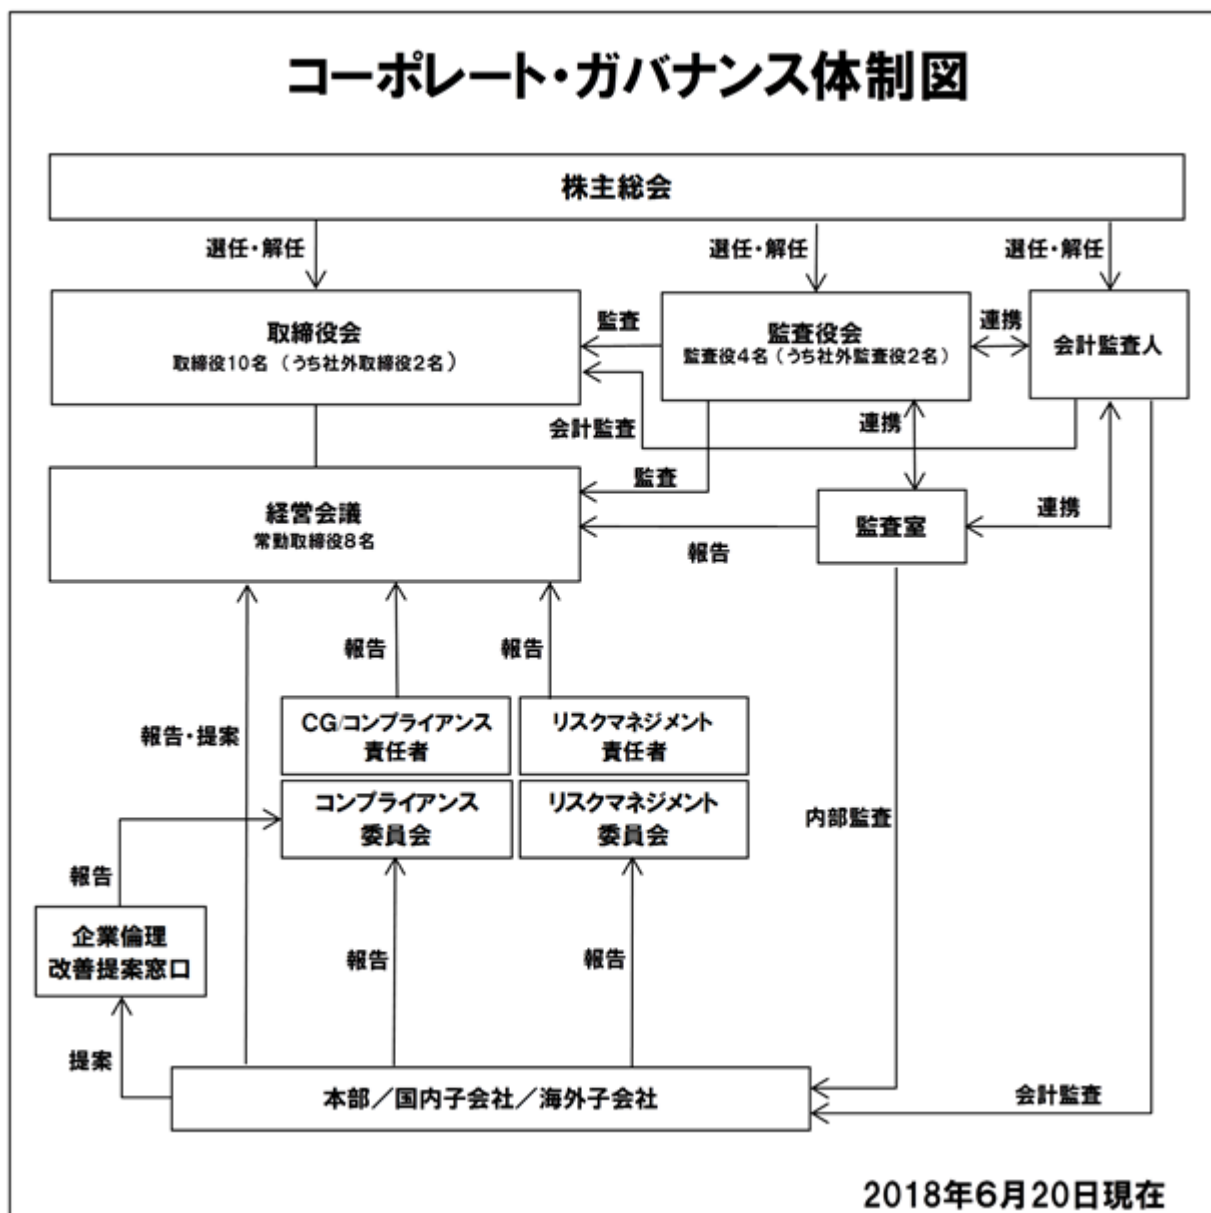 コーポレート・ガバナンス体制図
株主総会
選任・解任
選任・解任
選任・解任
取締役会
取締役10名（うち社外取締役2名）
監査
監査役会
監査役4名（うち社外監査役2名）
連携
会計監査人
会計監査
連携
監査
経営会議
常勤取締役8名
報告
監査室
連携
報告
報告
報告・提案
CG/コンプライアンス
責任者
リスクマネジメント
責任者
コンプライアンス
委員会
リスクマネジメント
委員会
内部監査
報告
企業倫理
改善提案窓口
報告
報告
提案
本部／国内子会社／海外子会社
会計監査
2018年6月20日現在